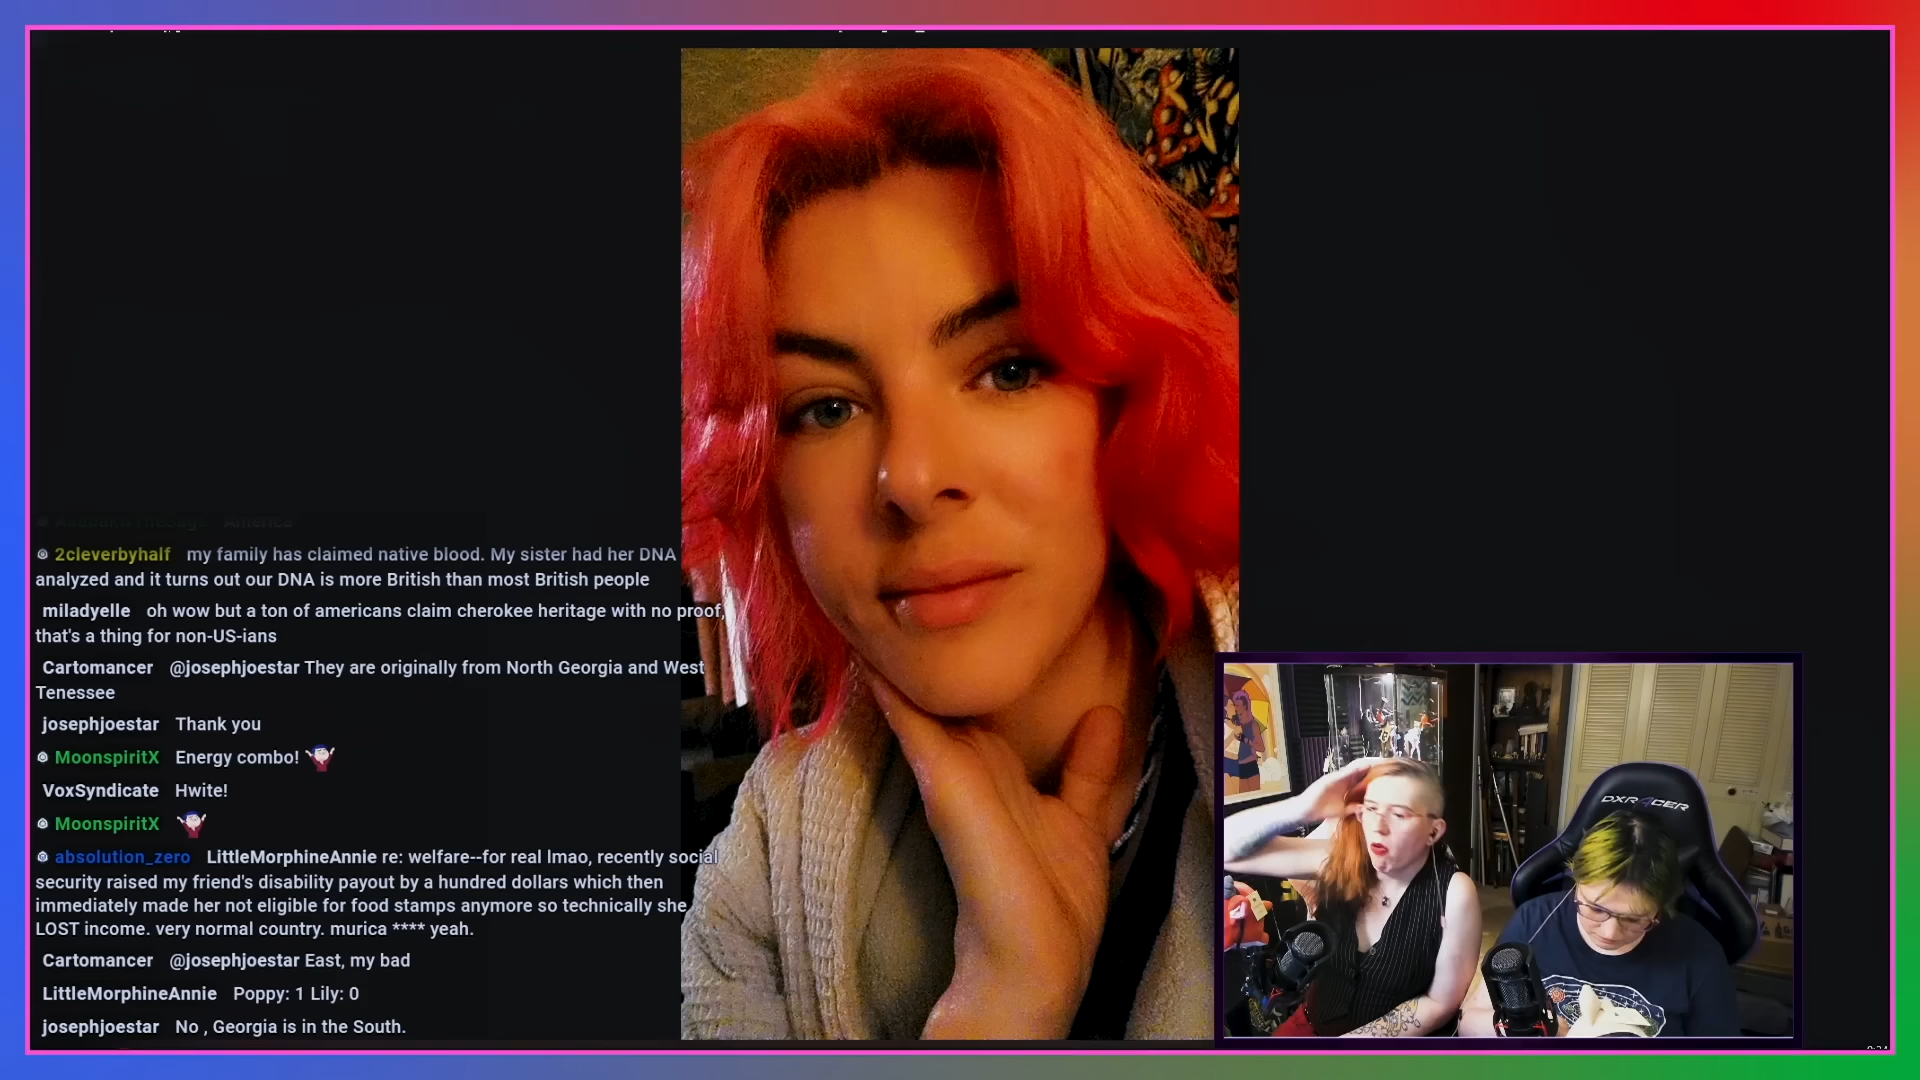 America
2cleverbyhalf my family has claimed native blood. My sister had her DNA
analyzed and it turns out our DNA is more British than most British people
miladyelle oh wow but a ton of americans claim cherokee heritage with no proof,
that's a thing for non-US-ians
Cartomancer @josephjoestar They are originally from North Georgia and West
Tenessee
josephjoestar Thank you
MoonspiritX Energy combo!
VoxSyndicate Hwite!
MoonspiritX
absolution_zero LittleMorphineAnnie re: welfare--for real lmao, recently social
security raised my friend's disability payout by a hundred dollars which then
immediately made her not eligible for food stamps anymore so technically she
LOST income. very normal country. murica **** yeah.
Cartomancer @josephjoestar East, my bad
LittleMorphineAnnie Poppy: 1 Lily: 0
josephjoestar No , Georgia is in the South.
DXRACER